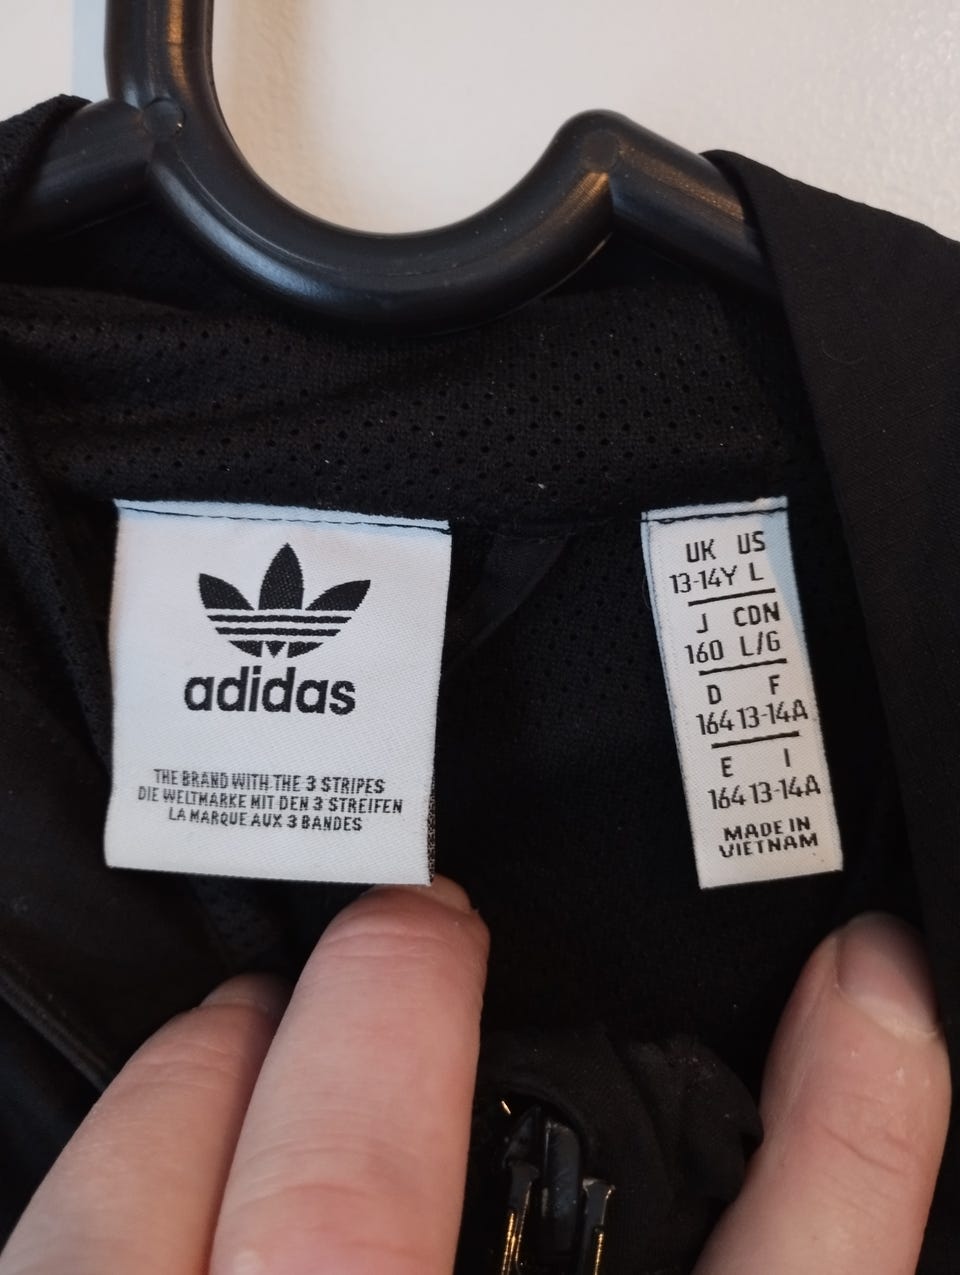 adidas
THE BRAND WITH THE 3 STRIPES
DIE WELTMARKE MIT DEN 3 STREIFEN
LA MARQUE AUX 3 BANDES
UK US
13-14Y L
J CDN
160 L/G
D F
164 13-14A
E I
164 13-14A
MADE IN
VIETNAM